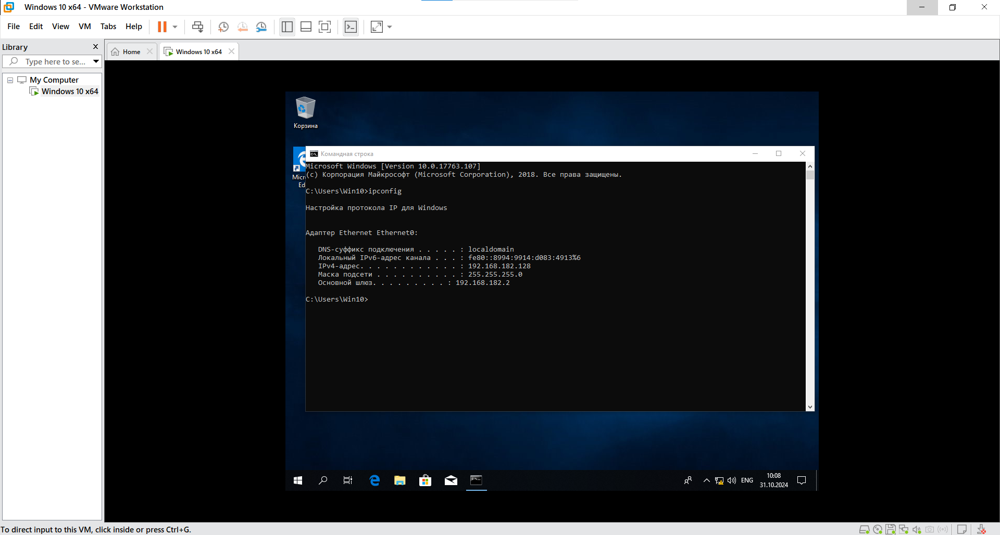 Windows 10 x64 - VMware Workstation
File Edit View VM Tabs Help
Library
Home
Windows 10 x64
Type here to se...
My Computer
Windows 10 x64
Корзина
Micr
Ed
Командная строка
Microsoft Windows [Version 10.0.17763.107]
(c) Корпорация Майкрософт (Microsoft Corporation), 2018. Все права защищены.
C:\Users\Win10>ipconfig
Настройка протокола IP для Windows
Адаптер Ethernet Ethernet0:
DNS-суффикс подключения . . . . . : localdomain
Локальный IPv6-адрес канала . . . : fe80::8994:9914:d083:4913%6
IPv4-адрес. . . . . . . . . . . . : 192.168.182.128
Маска подсети . . . . . . . . . . : 255.255.255.0
Основной шлюз. . . . . . . . . : 192.168.182.2
C:\Users\Win10>
ENG
10:08
31.10.2024
To direct input to this VM, click inside or press Ctrl+G.